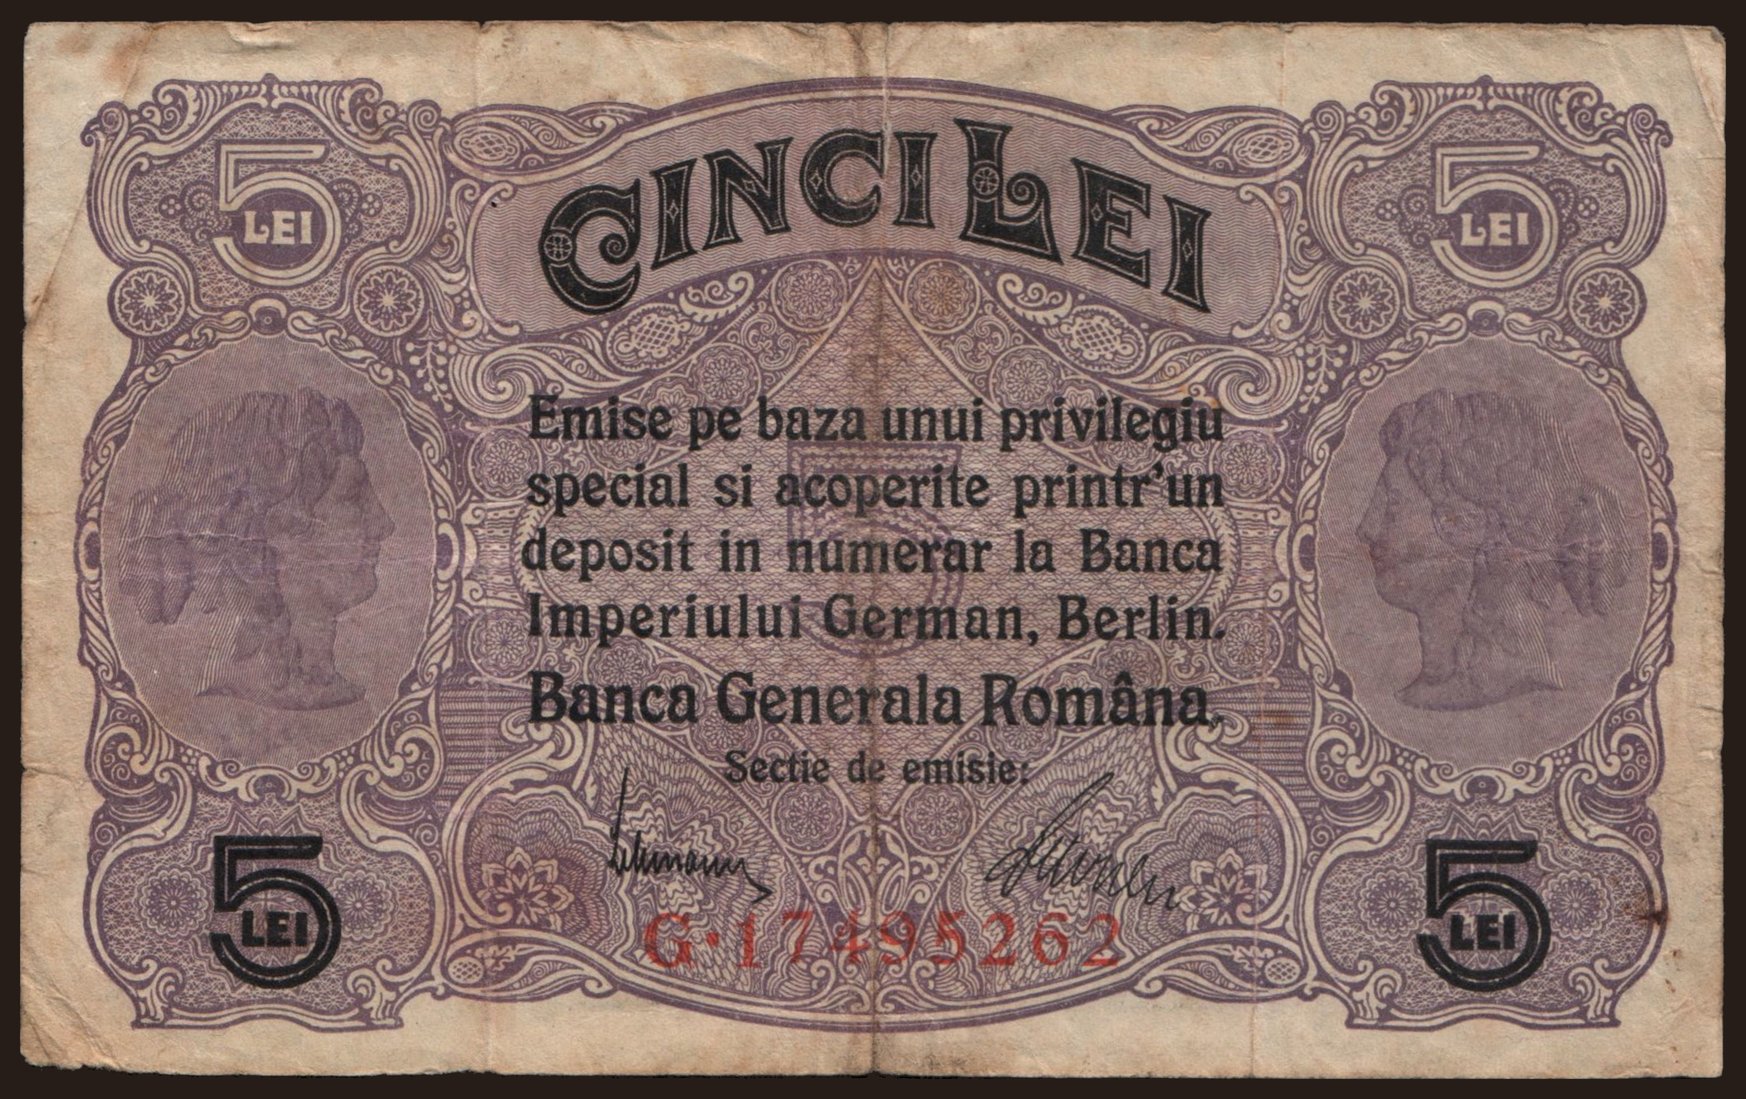 CINCI LEI
5 LEI
5 LEI
Emise pe baza unui privilegiu
special si acoperite printr'un
deposit in numerar la Banca
Imperiului German, Berlin.
Banca Generala Româna,
Sectie de emisie:
G·17495262
5 LEI
5 LEI